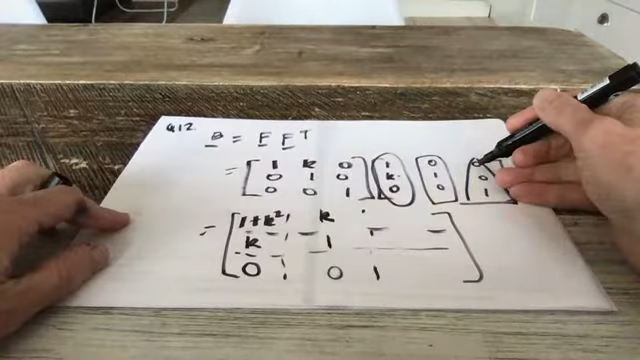 Q12. B = F F T
= [ 1 k 0 1 0 0
0 1 0 k 1 0
0 0 1 ] 0 0 1
= [ 1+k² k
k 1
0 0 1 ]